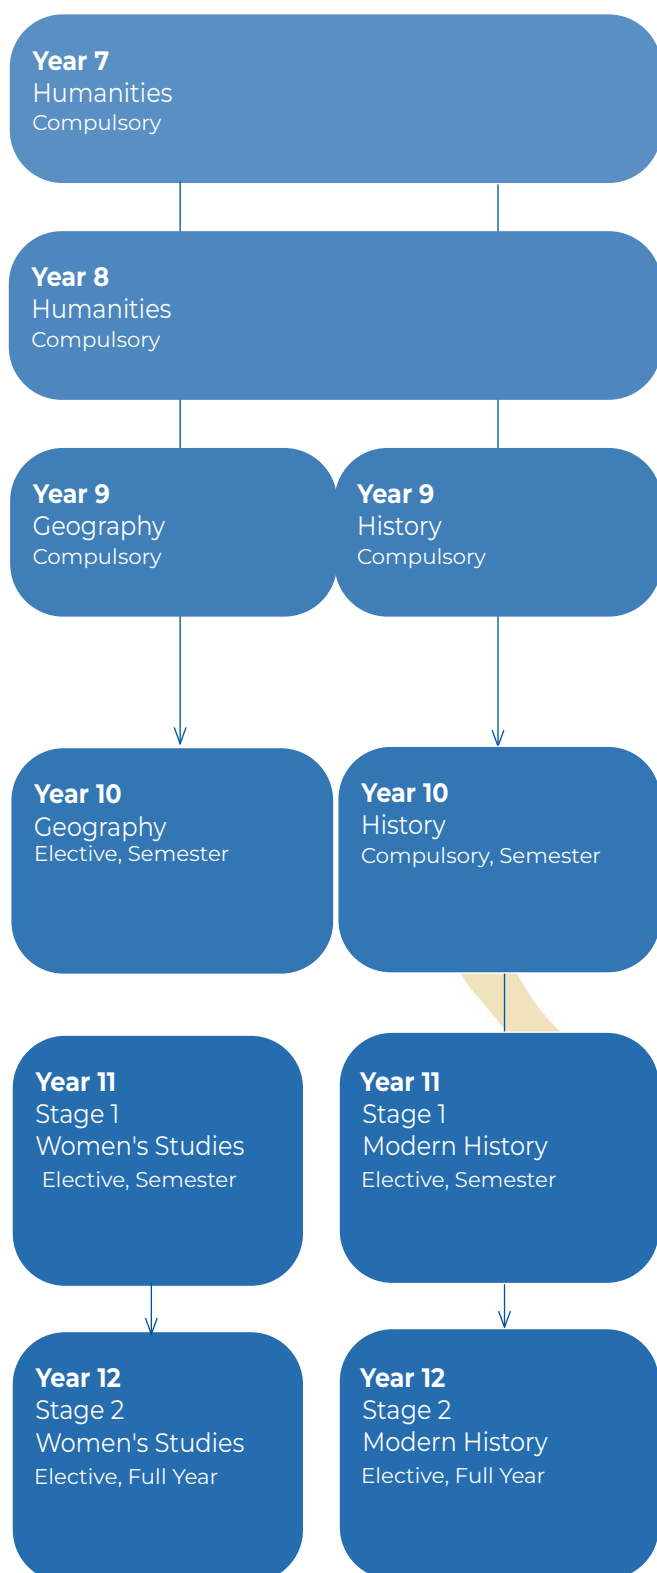 Year 7
Humanities
Compulsory
Year 8
Humanities
Compulsory
Year 9
Geography
Compulsory
Year 9
History
Compulsory
Year 10
Geography
Elective, Semester
Year 10
History
Compulsory, Semester
Year 11
Stage 1
Women's Studies
Elective, Semester
Year 11
Stage 1
Modern History
Elective, Semester
Year 12
Stage 2
Women's Studies
Elective, Full Year
Year 12
Stage 2
Modern History
Elective, Full Year